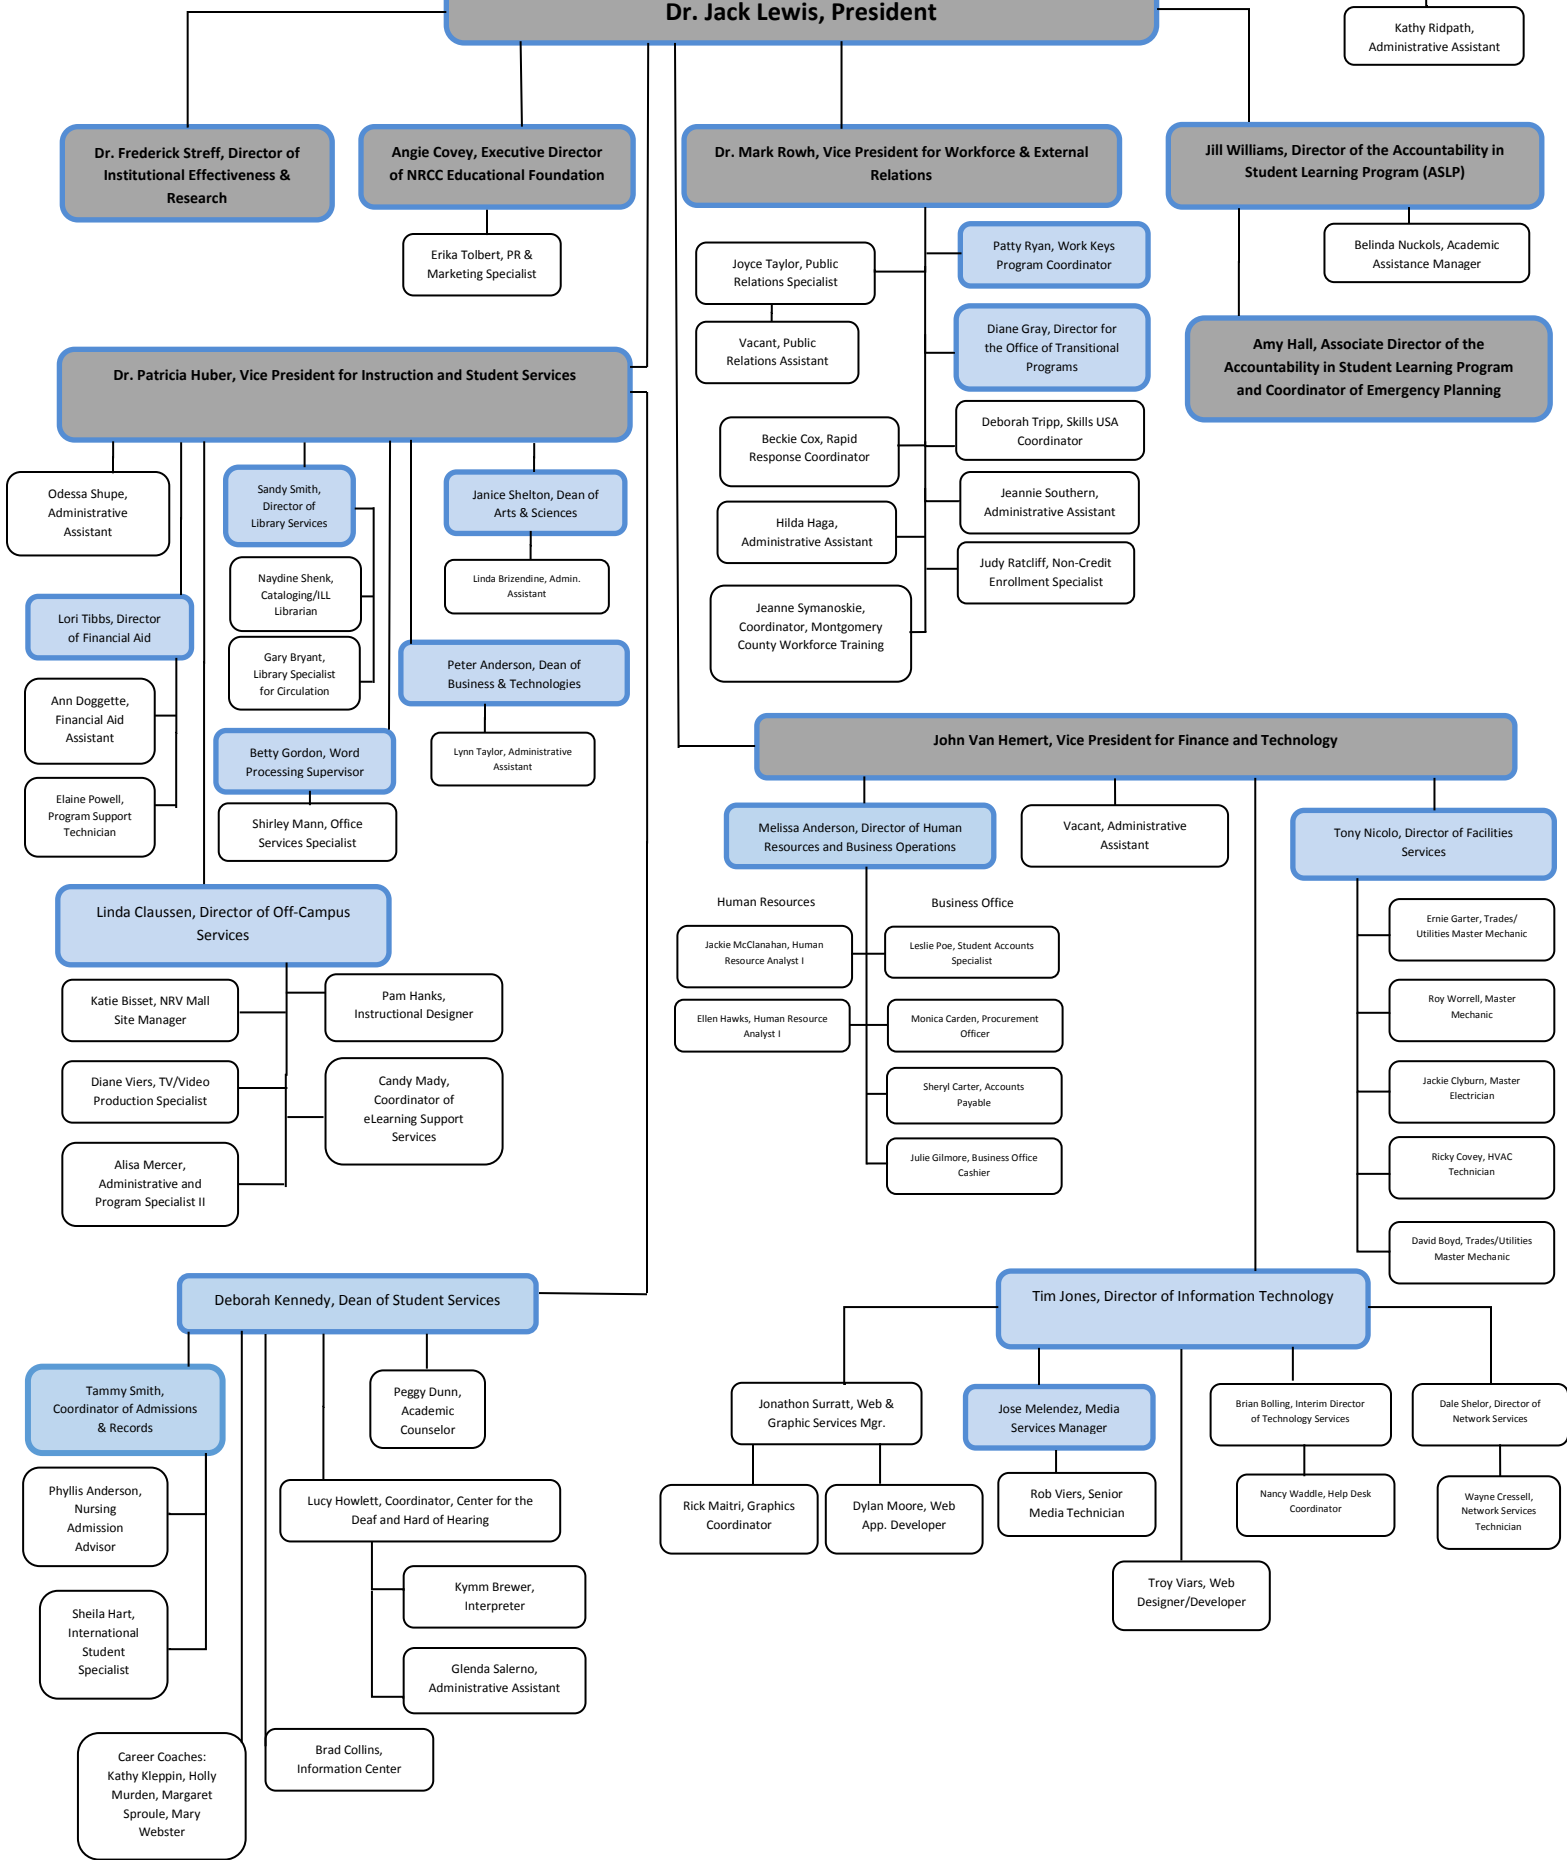 Dr. Jack Lewis, President
Kathy Ridpath,
Administrative Assistant
Dr. Frederick Streff, Director of
Institutional Effectiveness &
Research
Angie Covey, Executive Director
of NRCC Educational Foundation
Dr. Mark Rowh, Vice President for Workforce & External
Relations
Jill Williams, Director of the Accountability in
Student Learning Program (ASLP)
Erika Tolbert, PR &
Marketing Specialist
Joyce Taylor, Public
Relations Specialist
Patty Ryan, Work Keys
Program Coordinator
Belinda Nuckols, Academic
Assistance Manager
Vacant, Public
Relations Assistant
Diane Gray, Director for
the Office of Transitional
Programs
Amy Hall, Associate Director of the
Accountability in Student Learning Program
and Coordinator of Emergency Planning
Beckie Cox, Rapid
Response Coordinator
Deborah Tripp, Skills USA
Coordinator
Hilda Haga,
Administrative Assistant
Jeannie Southern,
Administrative Assistant
Judy Ratcliff, Non-Credit
Enrollment Specialist
Jeanne Symanoskie,
Coordinator, Montgomery
County Workforce Training
Dr. Patricia Huber, Vice President for Instruction and Student Services
Odessa Shupe,
Administrative
Assistant
Sandy Smith,
Director of
Library Services
Janice Shelton, Dean of
Arts & Sciences
Naydine Shenk,
Cataloging/ILL
Librarian
Linda Brizendine, Admin.
Assistant
Lori Tibbs, Director
of Financial Aid
Gary Bryant,
Library Specialist
for Circulation
Peter Anderson, Dean of
Business & Technologies
Ann Doggette,
Financial Aid
Assistant
Betty Gordon, Word
Processing Supervisor
Lynn Taylor, Administrative
Assistant
Elaine Powell,
Program Support
Technician
Shirley Mann, Office
Services Specialist
Linda Claussen, Director of Off-Campus
Services
Katie Bisset, NRV Mall
Site Manager
Pam Hanks,
Instructional Designer
Diane Viers, TV/Video
Production Specialist
Candy Mady,
Coordinator of
eLearning Support
Services
Alisa Mercer,
Administrative and
Program Specialist II
John Van Hemert, Vice President for Finance and Technology
Melissa Anderson, Director of Human
Resources and Business Operations
Vacant, Administrative
Assistant
Tony Nicolo, Director of Facilities
Services
Human Resources
Business Office
Jackie McClanahan, Human
Resource Analyst I
Leslie Poe, Student Accounts
Specialist
Ellen Hawks, Human Resource
Analyst I
Monica Carden, Procurement
Officer
Sheryl Carter, Accounts
Payable
Julie Gilmore, Business Office
Cashier
Ernie Garter, Trades/
Utilities Master Mechanic
Roy Worrell, Master
Mechanic
Jackie Clyburn, Master
Electrician
Ricky Covey, HVAC
Technician
David Boyd, Trades/Utilities
Master Mechanic
Deborah Kennedy, Dean of Student Services
Tammy Smith,
Coordinator of Admissions
& Records
Peggy Dunn,
Academic
Counselor
Phyllis Anderson,
Nursing
Admission
Advisor
Lucy Howlett, Coordinator, Center for the
Deaf and Hard of Hearing
Kymm Brewer,
Interpreter
Sheila Hart,
International
Student
Specialist
Glenda Salerno,
Administrative Assistant
Career Coaches:
Kathy Kleppin, Holly
Murden, Margaret
Sproule, Mary
Webster
Brad Collins,
Information Center
Tim Jones, Director of Information Technology
Jonathon Surratt, Web &
Graphic Services Mgr.
Jose Melendez, Media
Services Manager
Brian Bolling, Interim Director
of Technology Services
Dale Shelor, Director of
Network Services
Rick Maitri, Graphics
Coordinator
Dylan Moore, Web
App. Developer
Rob Viers, Senior
Media Technician
Nancy Waddle, Help Desk
Coordinator
Wayne Cressell,
Network Services
Technician
Troy Viars, Web
Designer/Developer